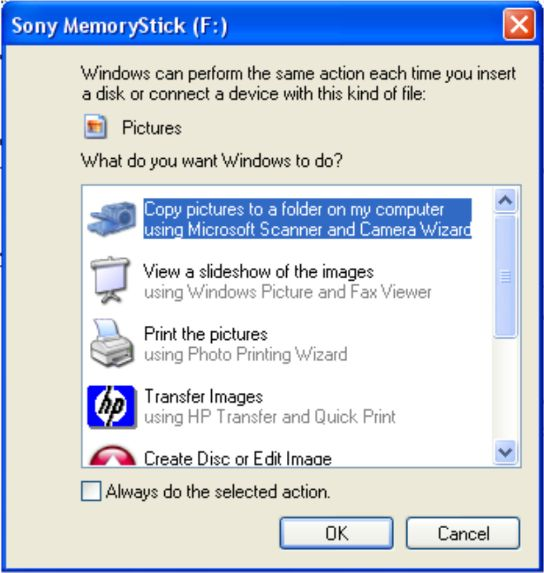 Sony MemoryStick (F:)
Windows can perform the same action each time you insert
a disk or connect a device with this kind of file:
Pictures
What do you want Windows to do?
Copy pictures to a folder on my computer
using Microsoft Scanner and Camera Wizard
View a slideshow of the images
using Windows Picture and Fax Viewer
Print the pictures
using Photo Printing Wizard
hp
Transfer Images
using HP Transfer and Quick Print
Create Disc or Edit Image
Always do the selected action.
OK
Cancel